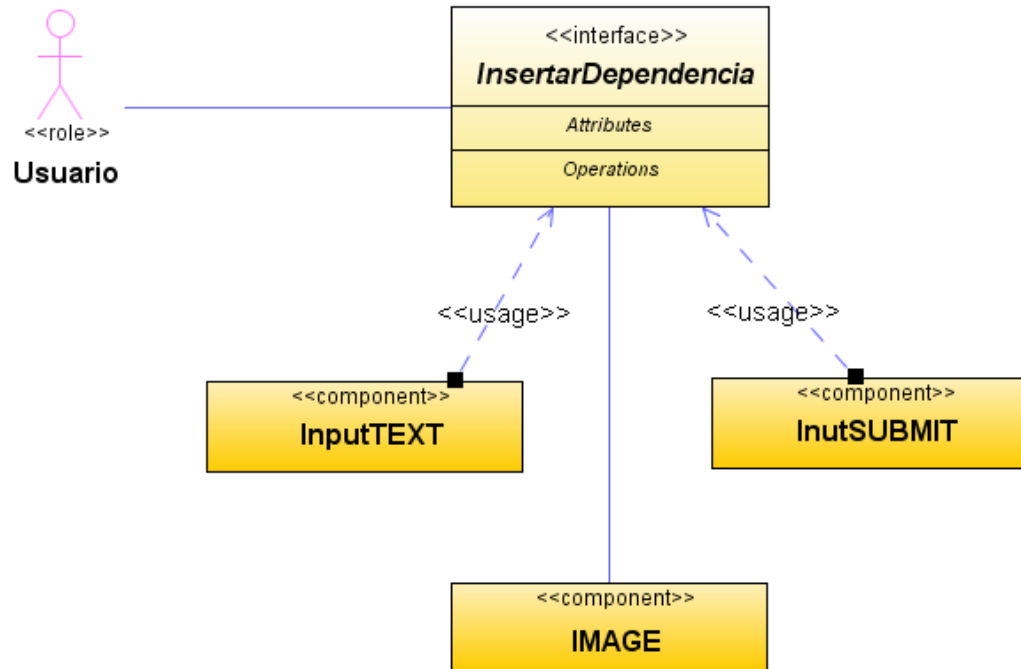 <<interface>>
InsertarDependencia
Attributes
Operations
<<role>>
Usuario
<<usage>>
<<usage>>
<<component>>
InputTEXT
<<component>>
InutSUBMIT
<<component>>
IMAGE